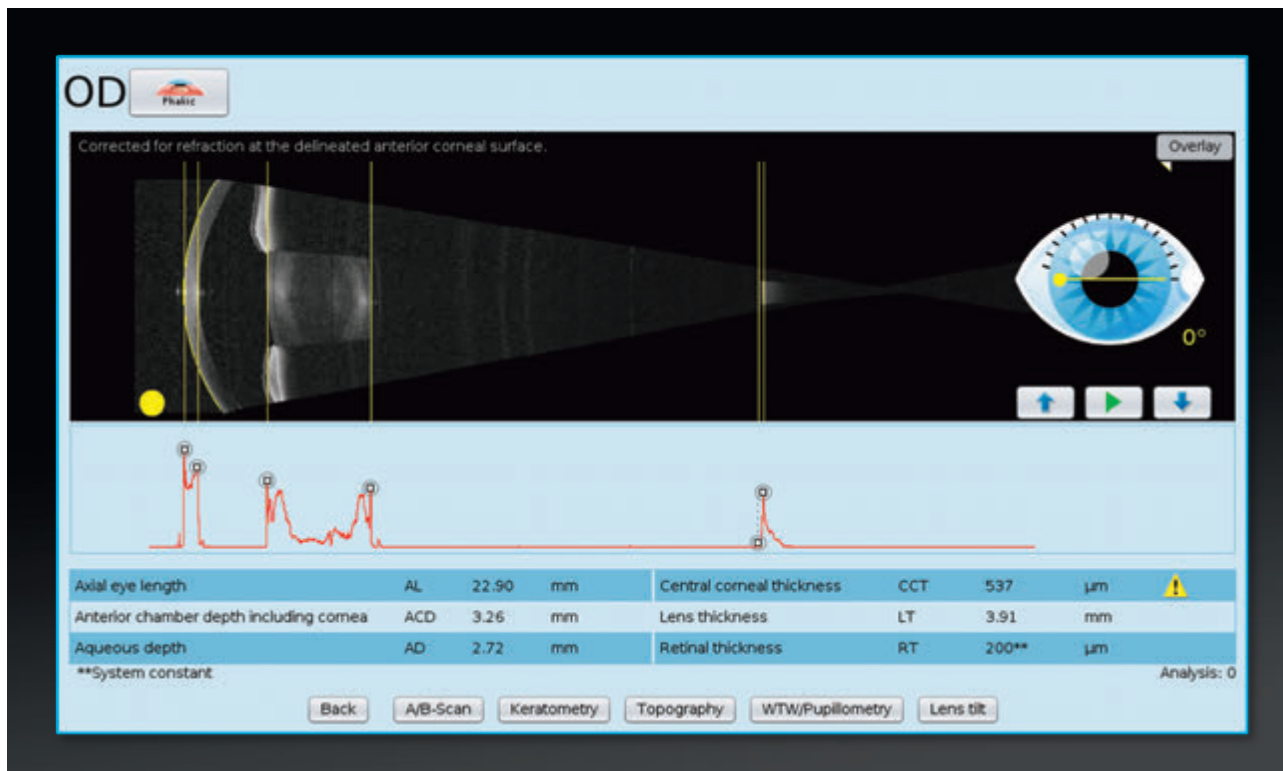 OD
Phakic
Corrected for refraction at the delineated anterior corneal surface.
Overlay
0°
Axial eye length AL 22.90 mm Central corneal thickness CCT 537 µm
Anterior chamber depth including cornea ACD 3.26 mm Lens thickness LT 3.91 mm
Aqueous depth AD 2.72 mm Retinal thickness RT 200** µm
**System constant Analysis: 0
Back A/B-Scan Keratometry Topography WTW/Pupillometry Lens tilt